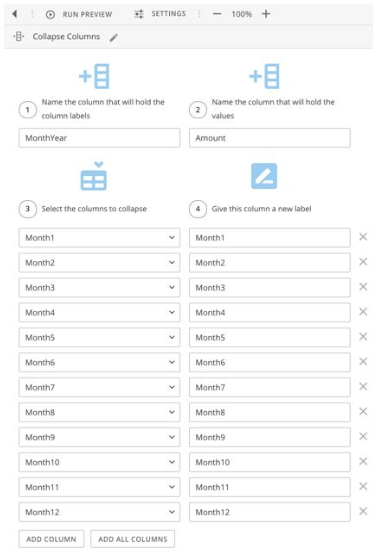 RUN PREVIEW SETTINGS 100%
Collapse Columns
1 Name the column that will hold the column labels
2 Name the column that will hold the values
MonthYear Amount
3 Select the columns to collapse 4 Give this column a new label
Month1 Month1
Month2 Month2
Month3 Month3
Month4 Month4
Month5 Month5
Month6 Month6
Month7 Month7
Month8 Month8
Month9 Month9
Month10 Month10
Month11 Month11
Month12 Month12
ADD COLUMN ADD ALL COLUMNS